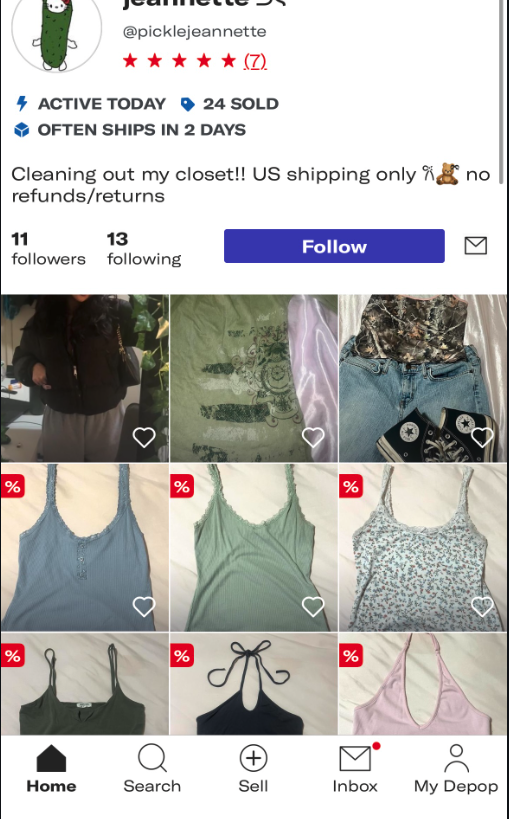 jeannette
@picklejeannette
(7)
ACTIVE TODAY 24 SOLD
OFTEN SHIPS IN 2 DAYS
Cleaning out my closet!! US shipping only no
refunds/returns
11 13
followers following
Follow
%
%
%
%
%
%
Home Search Sell Inbox My Depop